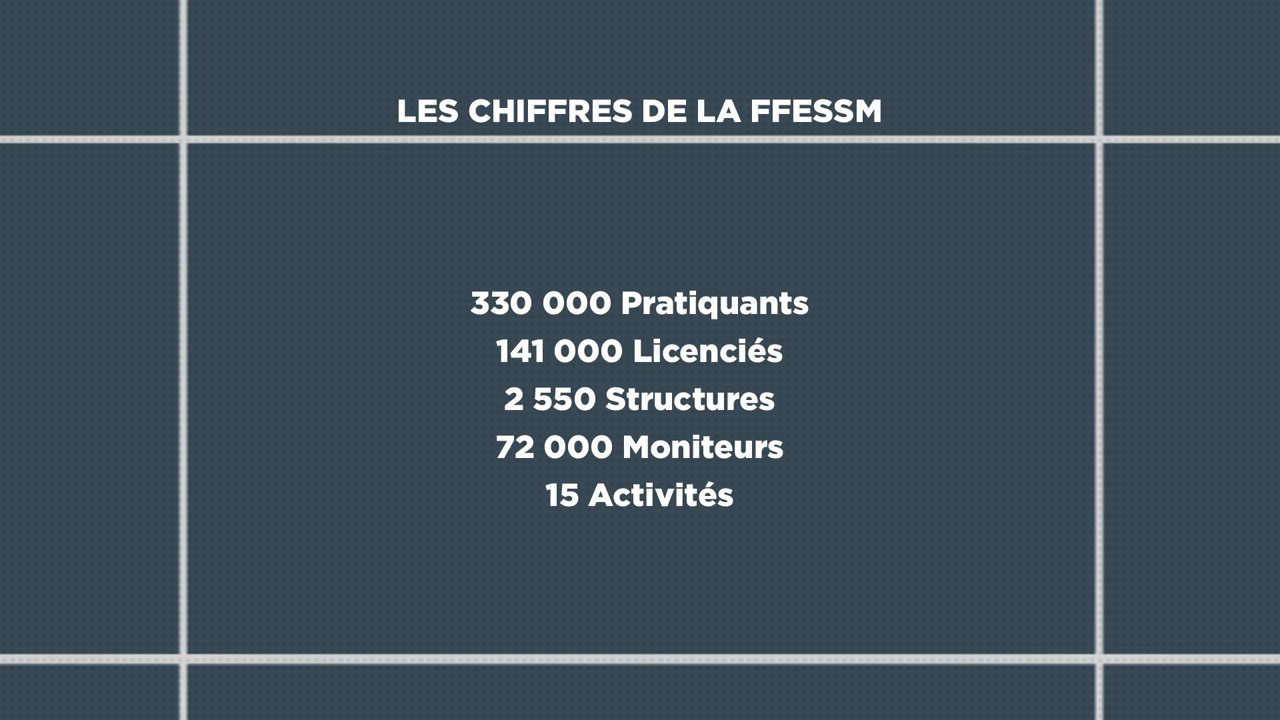 LES CHIFFRES DE LA FFESSM
330 000 Pratiquants
141 000 Licenciés
2 550 Structures
72 000 Moniteurs
15 Activités